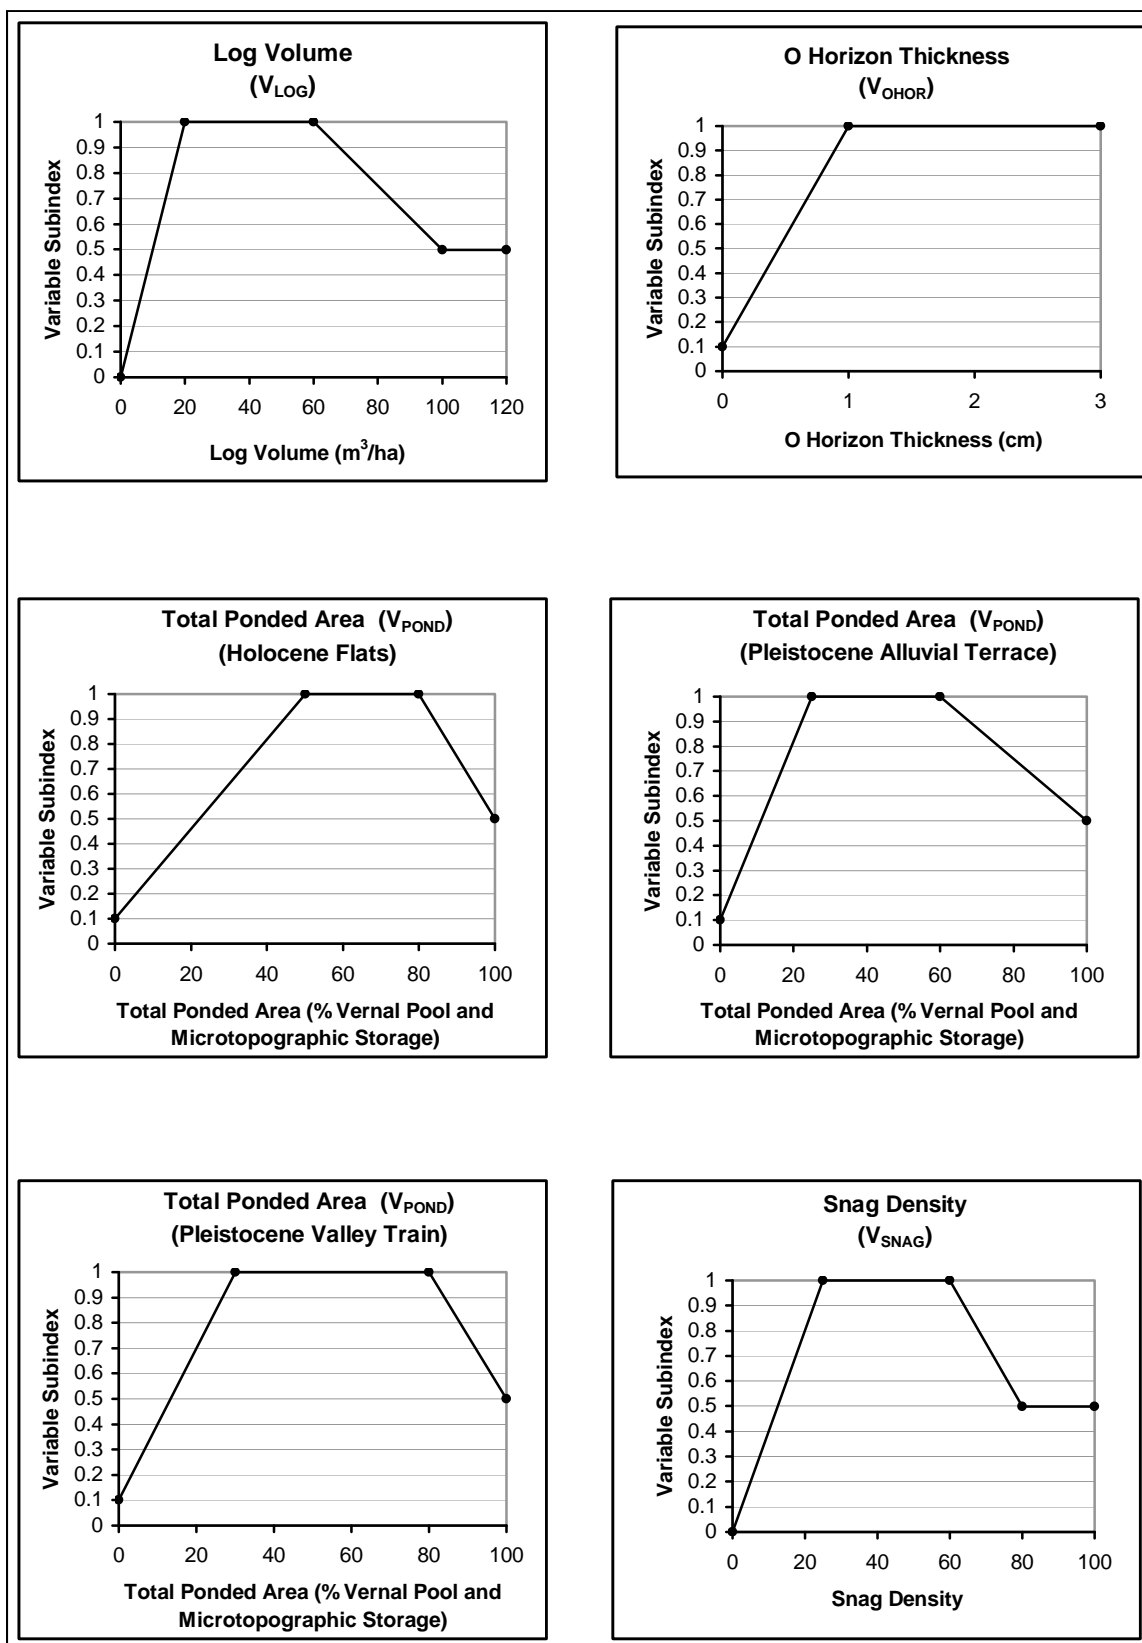 Log Volume
(VLOG)
1
0.9
0.8
0.7
0.6
0.5
0.4
0.3
0.2
0.1
0
Variable Subindex
0 20 40 60 80 100 120
Log Volume (m³/ha)
O Horizon Thickness
(VOHOR)
1
0.9
0.8
0.7
0.6
0.5
0.4
0.3
0.2
0.1
0
Variable Subindex
0 1 2 3
O Horizon Thickness (cm)
Total Ponded Area (VPOND)
(Holocene Flats)
1
0.9
0.8
0.7
0.6
0.5
0.4
0.3
0.2
0.1
0
Variable Subindex
0 20 40 60 80 100
Total Ponded Area (% Vernal Pool and
Microtopographic Storage)
Total Ponded Area (VPOND)
(Pleistocene Alluvial Terrace)
1
0.9
0.8
0.7
0.6
0.5
0.4
0.3
0.2
0.1
0
Variable Subindex
0 20 40 60 80 100
Total Ponded Area (% Vernal Pool and
Microtopographic Storage)
Total Ponded Area (VPOND)
(Pleistocene Valley Train)
1
0.9
0.8
0.7
0.6
0.5
0.4
0.3
0.2
0.1
0
Variable Subindex
0 20 40 60 80 100
Total Ponded Area (% Vernal Pool and
Microtopographic Storage)
Snag Density
(VSNAG)
1
0.9
0.8
0.7
0.6
0.5
0.4
0.3
0.2
0.1
0
Variable Subindex
0 20 40 60 80 100
Snag Density